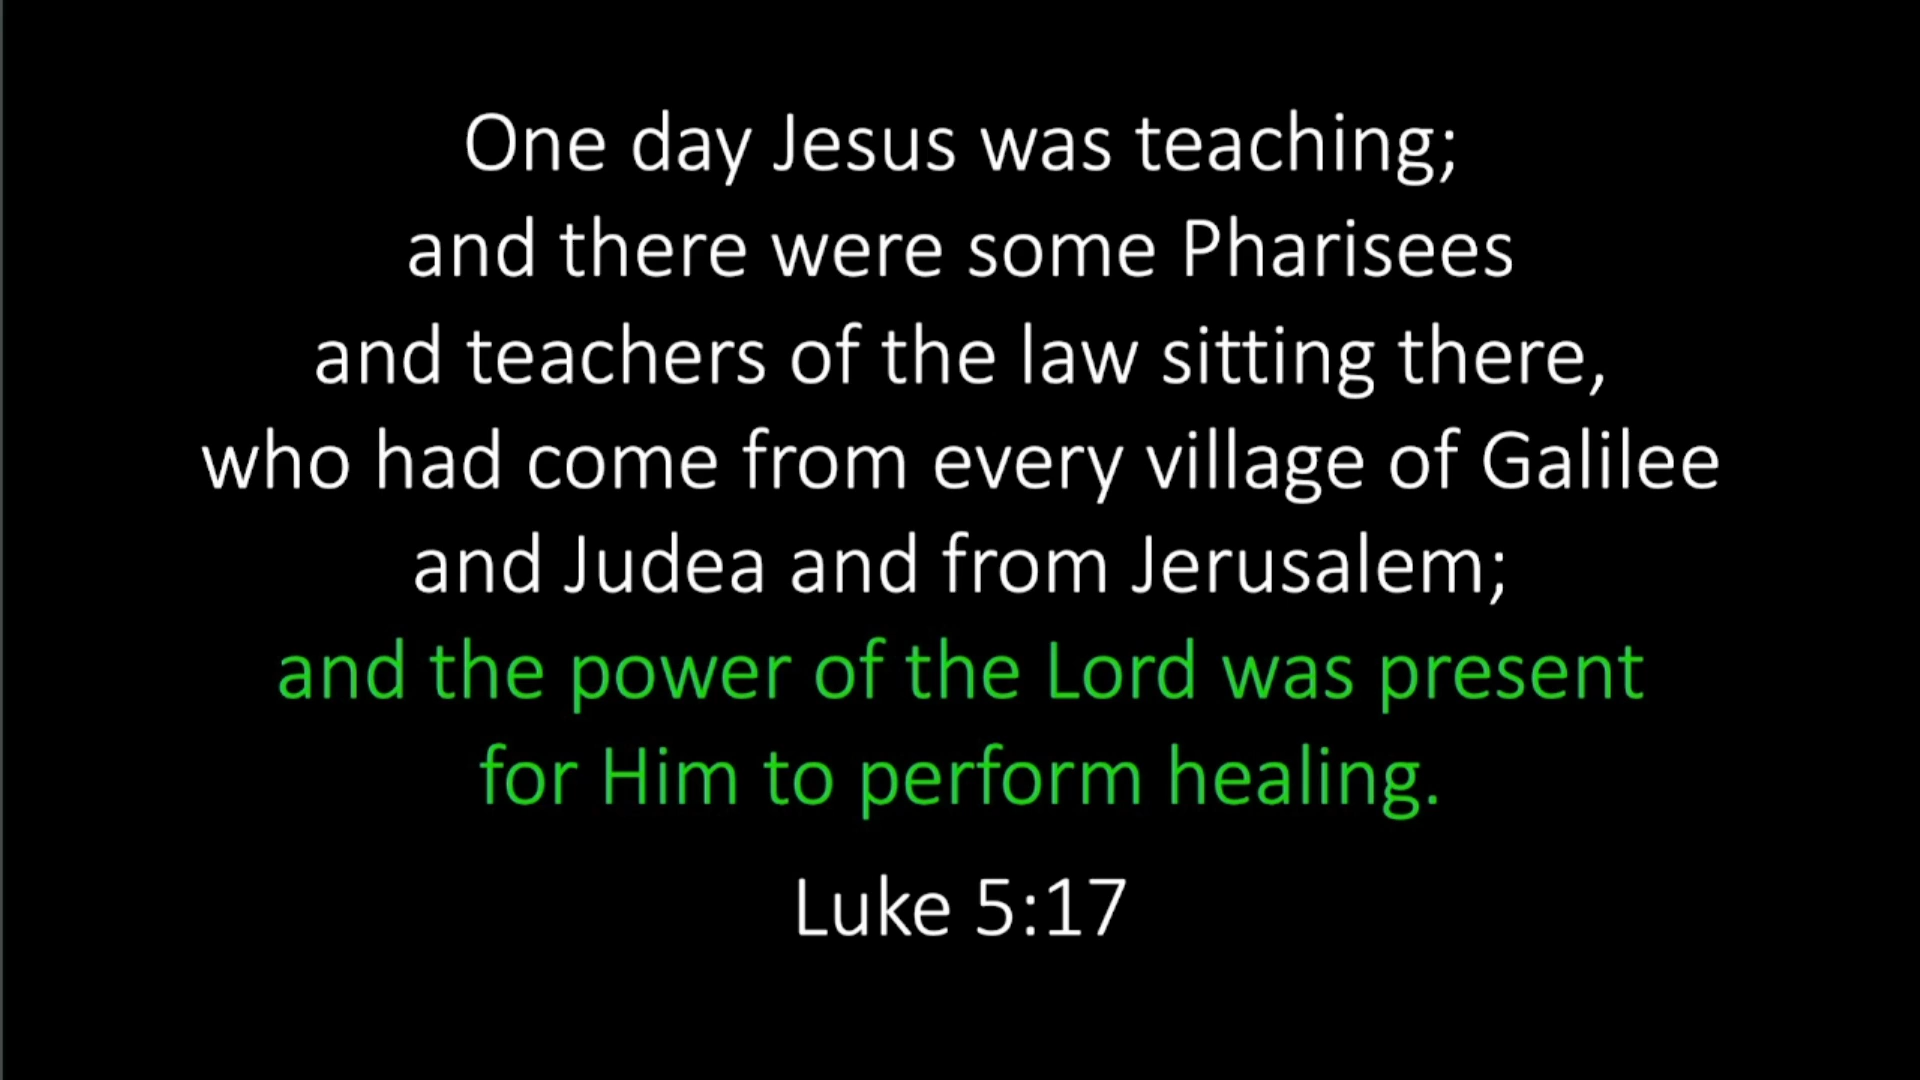 One day Jesus was teaching;
and there were some Pharisees
and teachers of the law sitting there,
who had come from every village of Galilee
and Judea and from Jerusalem;
and the power of the Lord was present
for Him to perform healing.
Luke 5:17